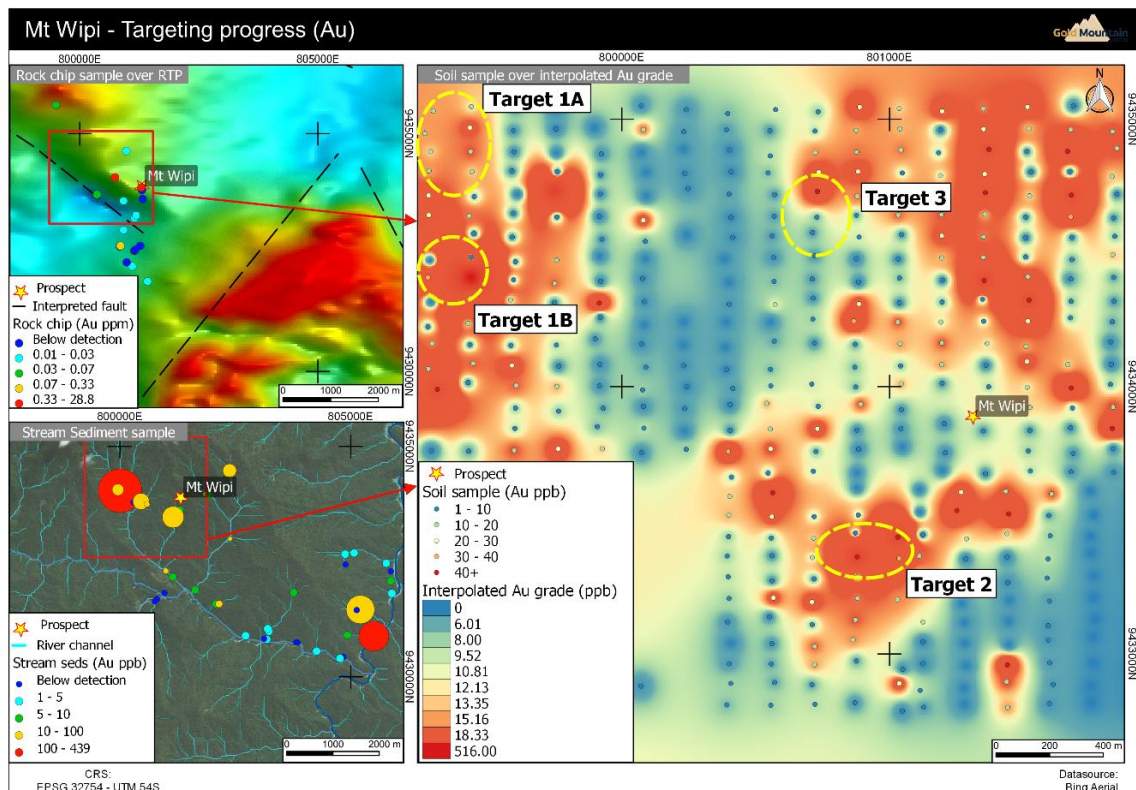 Mt Wipi - Targeting progress (Au)
Gold Mountain
800000E
805000E
Rock chip sample over RTP
9435000N
9430000N
Mt Wipi
Prospect
Interpreted fault
Rock chip (Au ppm)
Below detection
0.01 - 0.03
0.03 - 0.07
0.07 - 0.33
0.33 - 28.8
0 1000 2000 m
800000E
805000E
Stream Sediment sample
9435000N
9430000N
Mt Wipi
Prospect
River channel
Stream seds (Au ppb)
Below detection
1 - 5
5 - 10
10 - 100
100 - 439
0 1000 2000 m
800000E
801000E
Soil sample over interpolated Au grade
N
9435000N
9434000N
9433000N
Target 1A
Target 1B
Target 3
Target 2
Mt Wipi
Prospect
Soil sample (Au ppb)
1 - 10
10 - 20
20 - 30
30 - 40
40+
Interpolated Au grade (ppb)
0
6.01
8.00
9.52
10.81
12.13
13.35
15.16
18.33
516.00
0 200 400 m
CRS:
EPSG 32754 - UTM 54S
Datasource:
Bing Aerial